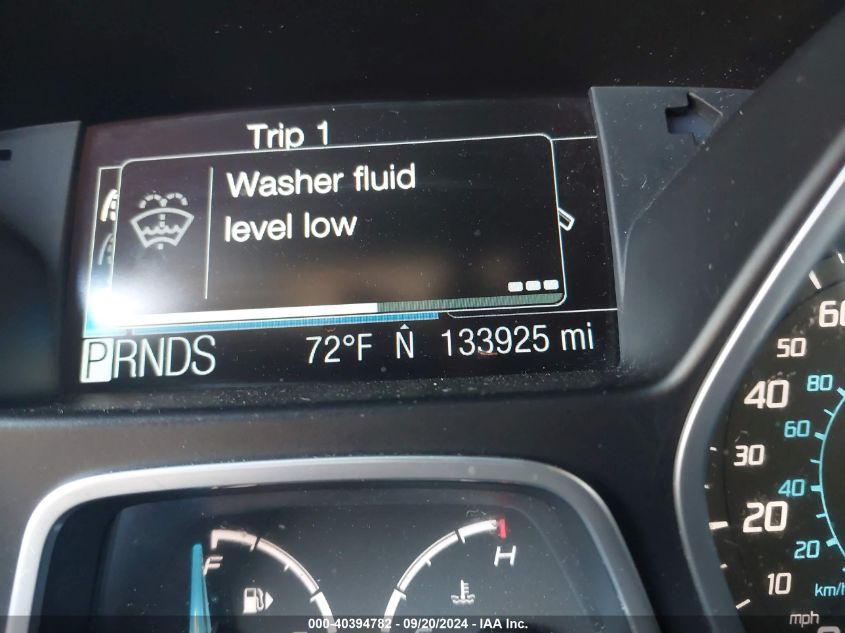 Trip 1
Washer fluid
level low
PRNDS 72°F N 133925 mi
60
50
40 80
60
30
40
20
20
10 km/h
mph
F H
000-40394782 - 09/20/2024 - IAA Inc.